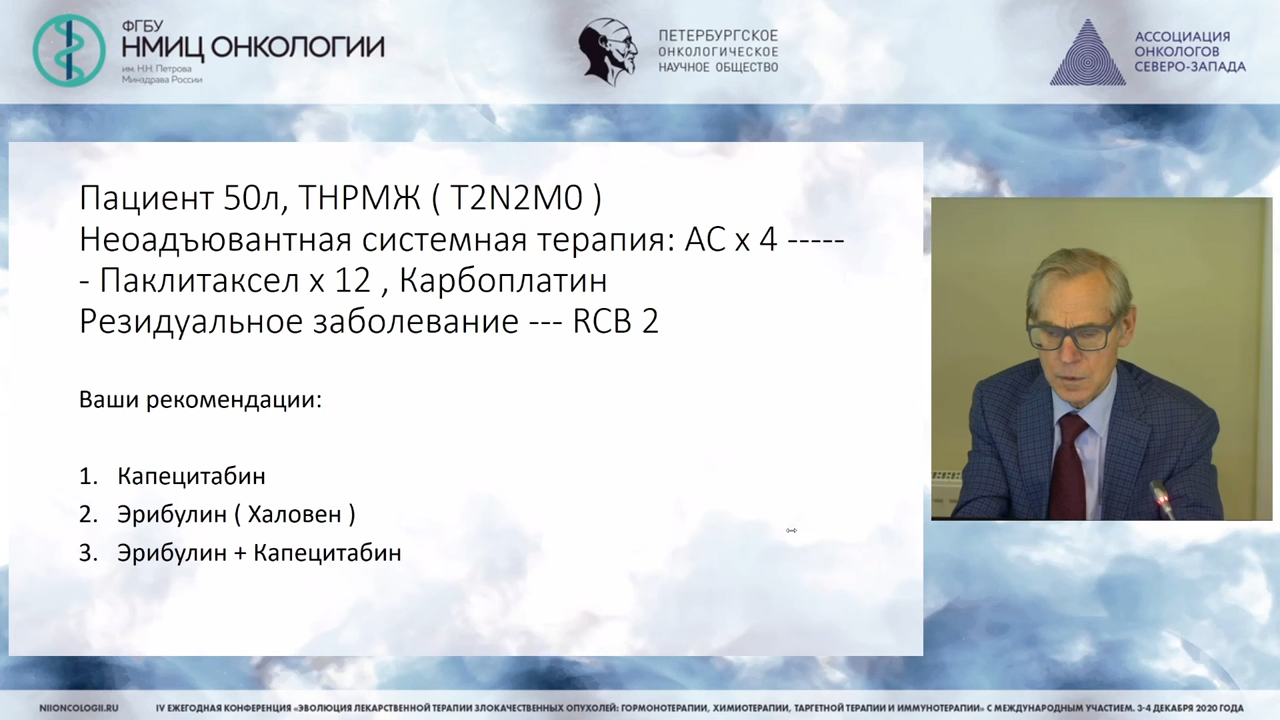 ФГБУ
НМИЦ ОНКОЛОГИИ
им. Н.Н. Петрова
Минздрава России
ПЕТЕРБУРГСКОЕ
ОНКОЛОГИЧЕСКОЕ
НАУЧНОЕ ОБЩЕСТВО
АССОЦИАЦИЯ
ОНКОЛОГОВ
СЕВЕРО-ЗАПАДА
Пациент 50л, ТНРМЖ ( T2N2M0 )
Неоадъювантная системная терапия: АС х 4 -----
- Паклитаксел х 12 , Карбоплатин
Резидуальное заболевание --- RCB 2
Ваши рекомендации:
1. Капецитабин
2. Эрибулин ( Халовен )
3. Эрибулин + Капецитабин
NIIONCOLOGII.RU
IV ЕЖЕГОДНАЯ КОНФЕРЕНЦИЯ «ЭВОЛЮЦИЯ ЛЕКАРСТВЕННОЙ ТЕРАПИИ ЗЛОКАЧЕСТВЕННЫХ ОПУХОЛЕЙ: ГОРМОНОТЕРАПИИ, ХИМИОТЕРАПИИ, ТАРГЕТНОЙ ТЕРАПИИ И ИММУНОТЕРАПИИ» С МЕЖДУНАРОДНЫМ УЧАСТИЕМ. 3-4 ДЕКАБРЯ 2020 ГОДА